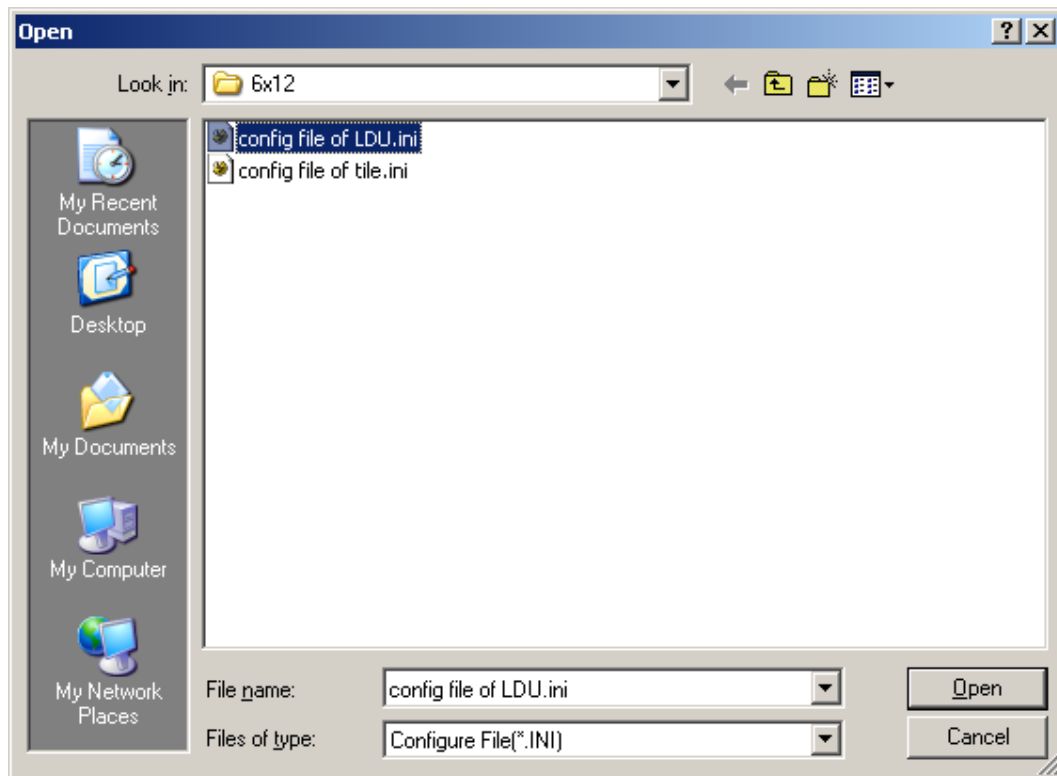 Open
Look in: 6x12
config file of LDU.ini
config file of tile.ini
My Recent
Documents
Desktop
My Documents
My Computer
My Network
Places
File name: config file of LDU.ini Open
Files of type: Configure File(*.INI) Cancel